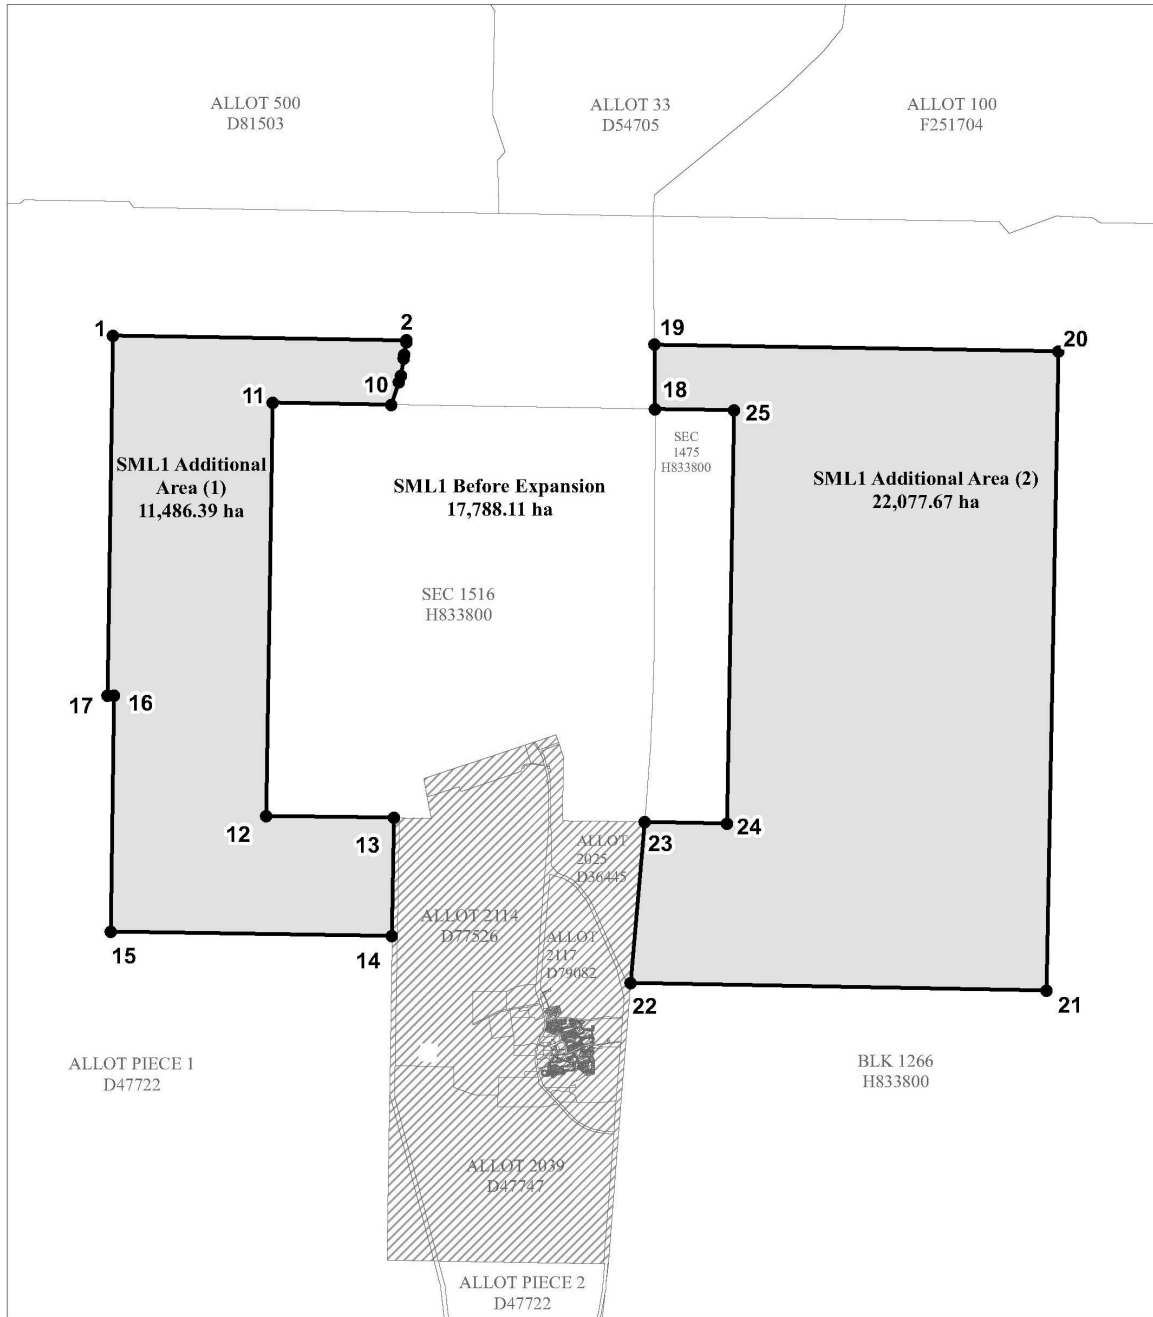 ALLOT 500
D81503
ALLOT 33
D54705
ALLOT 100
F251704
1
2
19
20
10
11
18
25
SEC
1475
H833800
SML1 Additional
Area (1)
11,486.39 ha
SML1 Before Expansion
17,788.11 ha
SML1 Additional Area (2)
22,077.67 ha
SEC 1516
H833800
17
16
12
13
23
24
ALLOT
2025
D36445
ALLOT 2114
D77526
ALLOT
2117
D79082
15
14
22
21
ALLOT PIECE 1
D47722
BLK 1266
H833800
ALLOT 2039
D47747
ALLOT PIECE 2
D47722